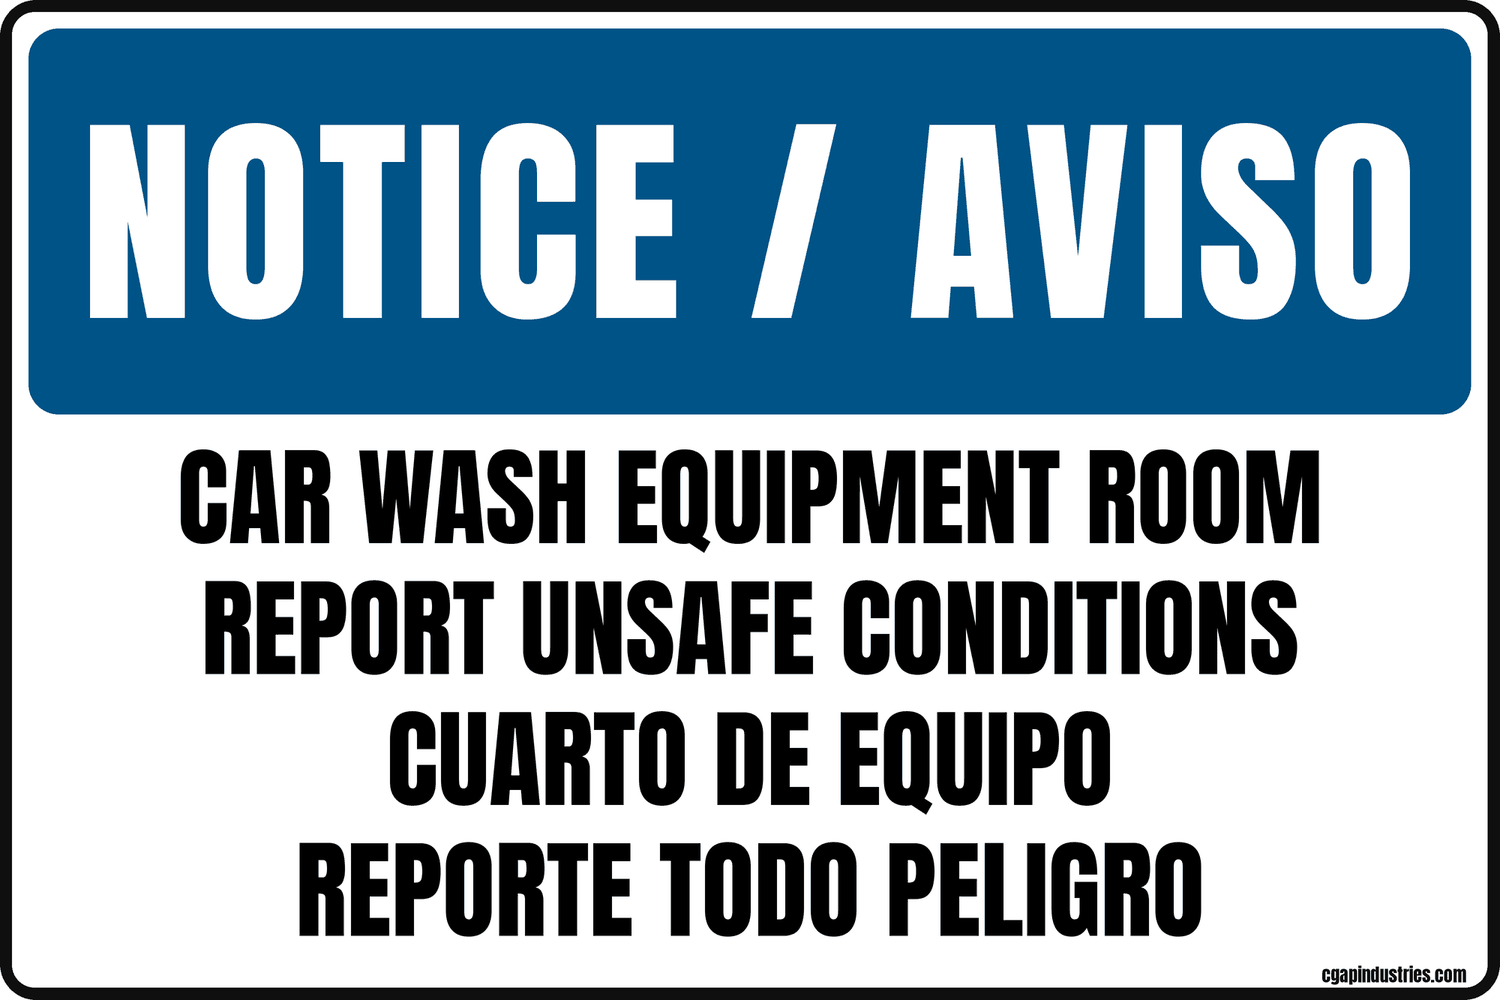 NOTICE / AVISO
CAR WASH EQUIPMENT ROOM
REPORT UNSAFE CONDITIONS
CUARTO DE EQUIPO
REPORTE TODO PELIGRO
cgapindustries.com